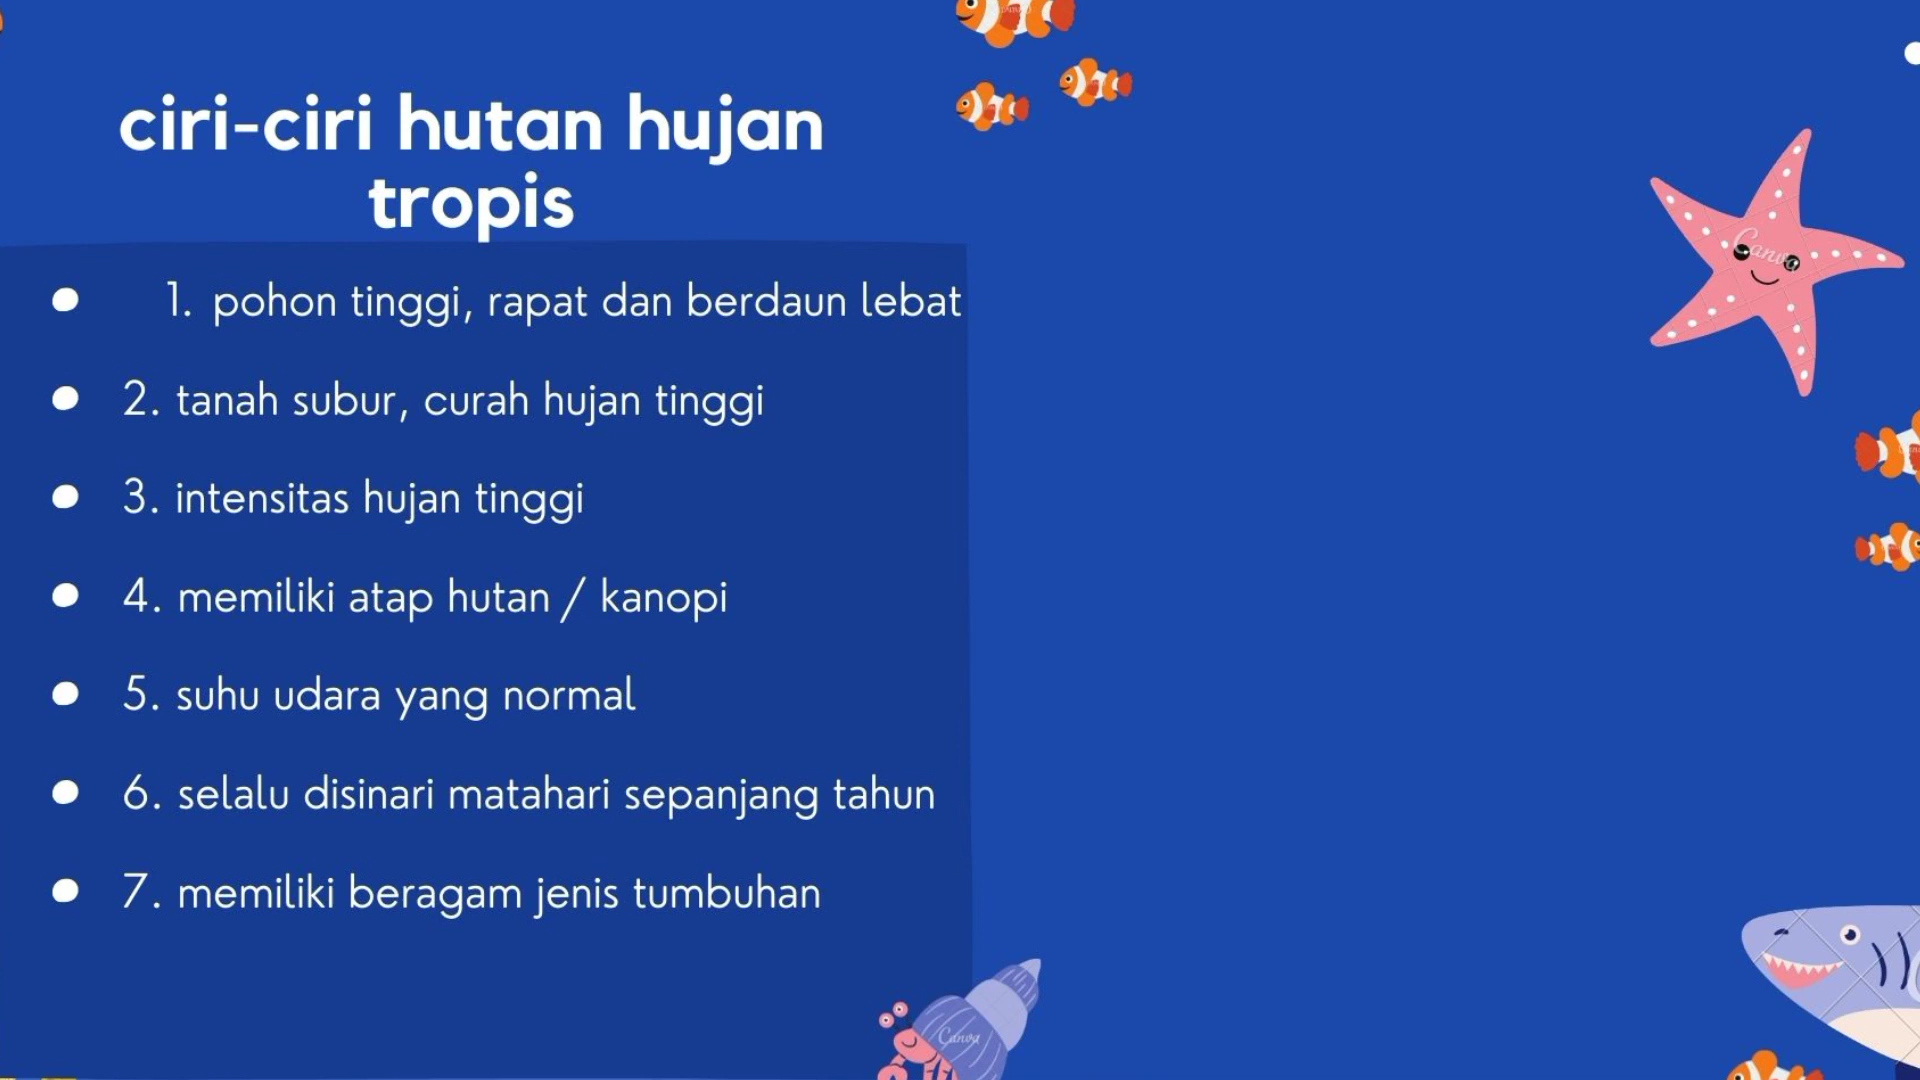 ciri-ciri hutan hujan
tropis
1. pohon tinggi, rapat dan berdaun lebat
2. tanah subur, curah hujan tinggi
3. intensitas hujan tinggi
4. memiliki atap hutan / kanopi
5. suhu udara yang normal
6. selalu disinari matahari sepanjang tahun
7. memiliki beragam jenis tumbuhan
Canva
Canva